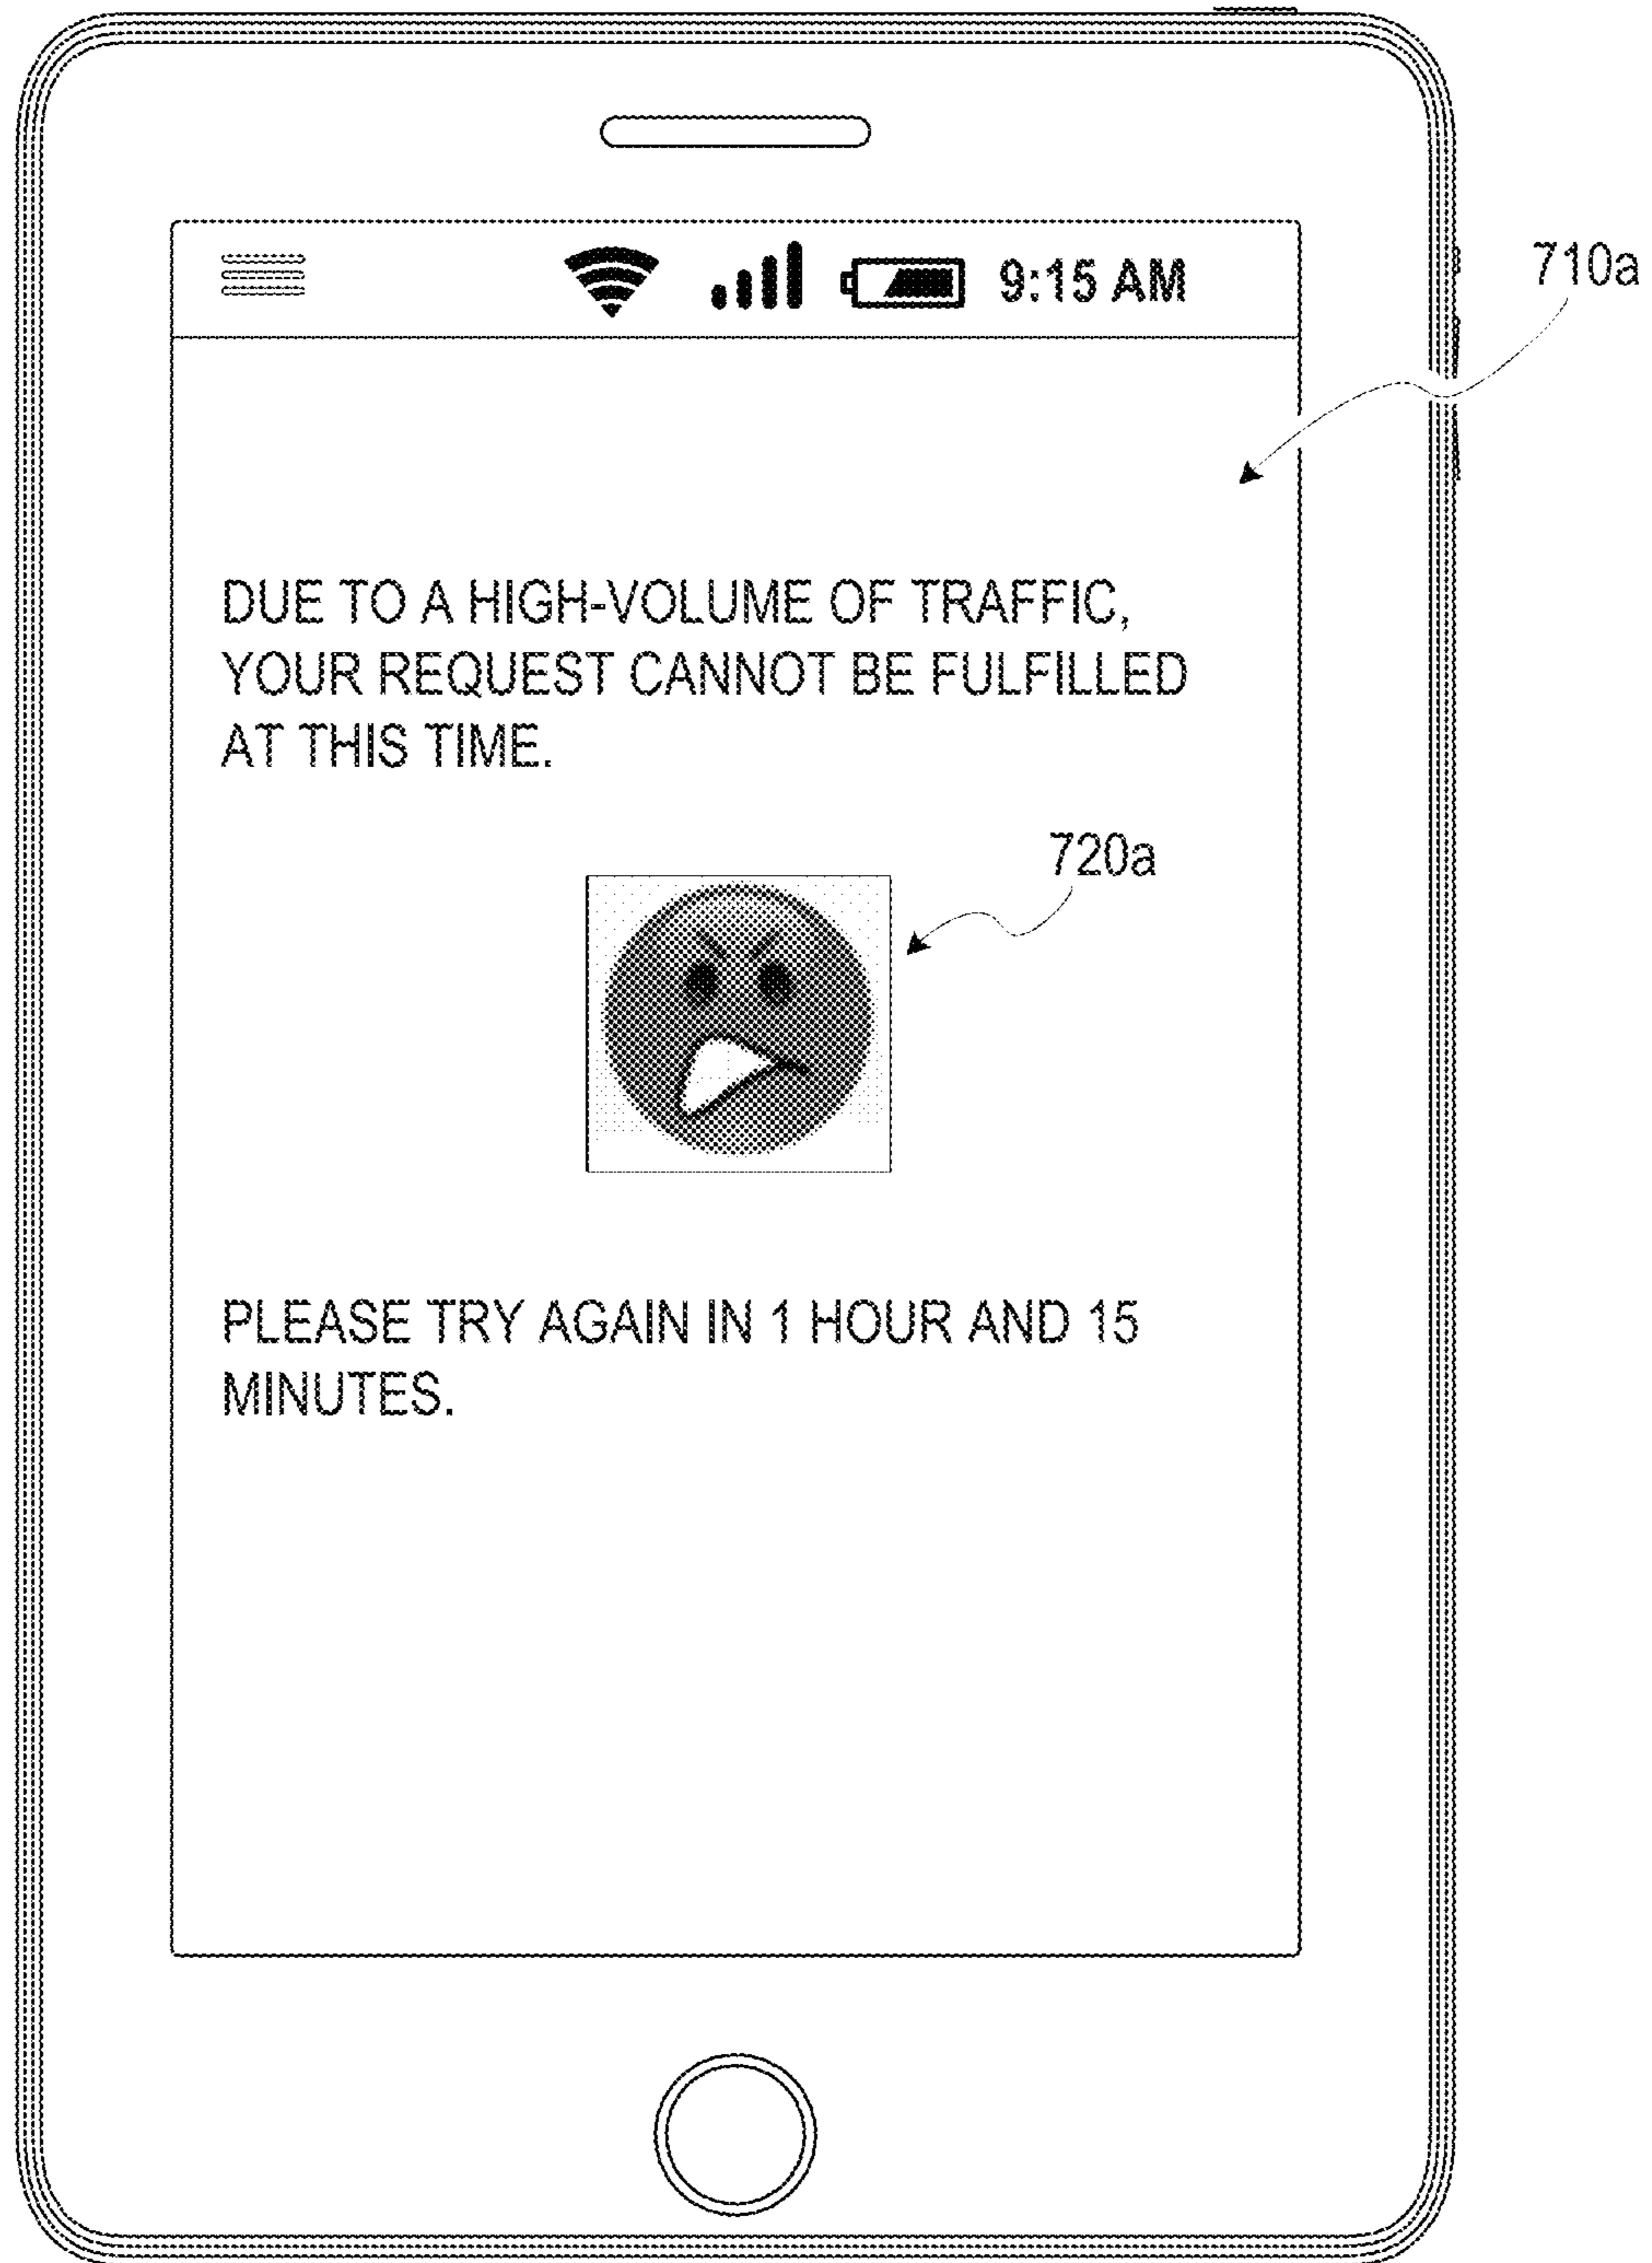 9:15 AM
710a
DUE TO A HIGH-VOLUME OF TRAFFIC,
YOUR REQUEST CANNOT BE FULFILLED
AT THIS TIME.
720a
PLEASE TRY AGAIN IN 1 HOUR AND 15
MINUTES.